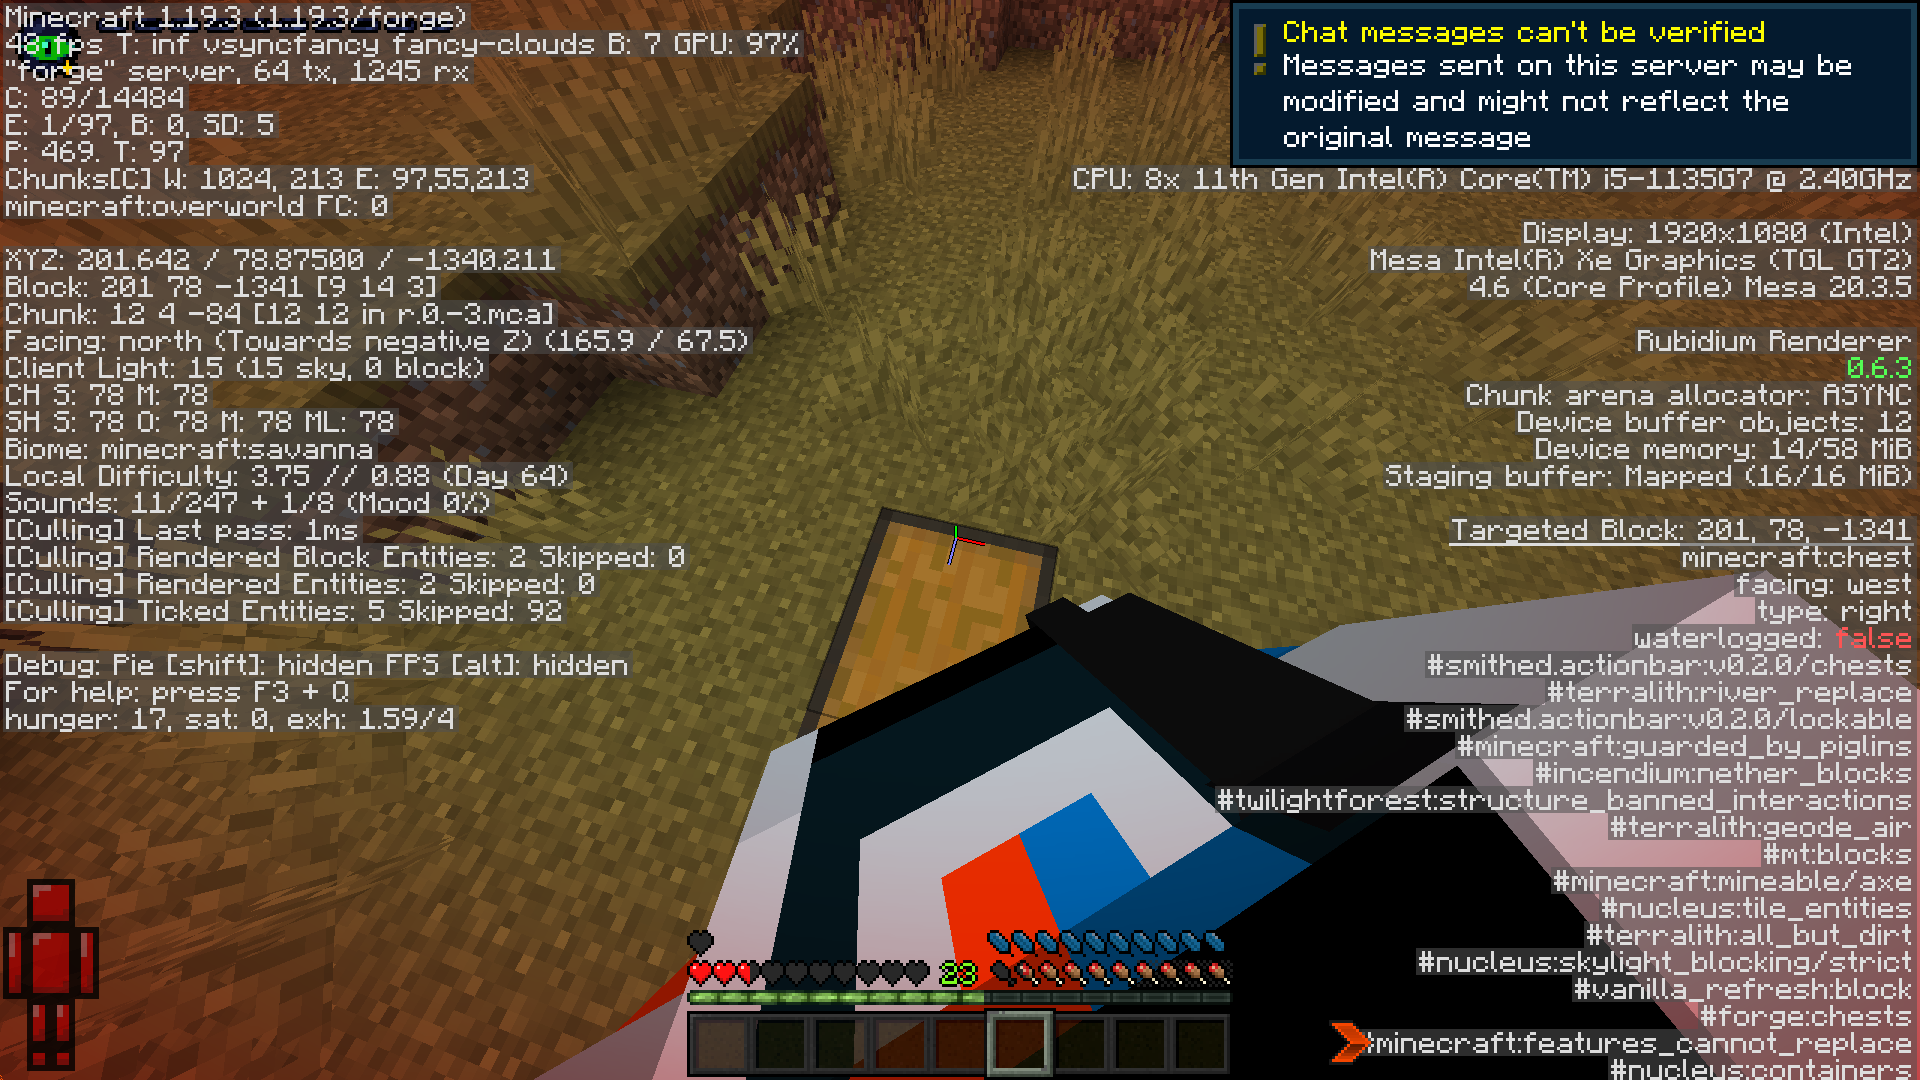 Minecraft 1.19.3 (1.19.3/forge)
48 fps T: inf vsyncfancy fancy-clouds B: 7 GPU: 97%
"forge" server, 64 tx, 1245 rx
C: 89/14484
E: 1/97, B: 0, SD: 5
P: 469. T: 97
Chunks[C] W: 1024, 213 E: 97,55,213
minecraft:overworld FC: 0
XYZ: 201.642 / 78.87500 / -1340.211
Block: 201 78 -1341 [9 14 3]
Chunk: 12 4 -84 [12 12 in r.0.-3.mca]
Facing: north (Towards negative Z) (165.9 / 67.5)
Client Light: 15 (15 sky, 0 block)
CH S: 78 M: 78
SH S: 78 O: 78 M: 78 ML: 78
Biome: minecraft:savanna
Local Difficulty: 3.75 // 0.88 (Day 64)
Sounds: 11/247 + 1/8 (Mood 0%)
[Culling] Last pass: 1ms
[Culling] Rendered Block Entities: 2 Skipped: 0
[Culling] Rendered Entities: 2 Skipped: 0
[Culling] Ticked Entities: 5 Skipped: 92
Debug: Pie [shift]: hidden FPS [alt]: hidden
For help: press F3 + Q
hunger: 17, sat: 0, exh: 1.59/4
Chat messages can't be verified
Messages sent on this server may be
modified and might not reflect the
original message
CPU: 8x 11th Gen Intel(R) Core(TM) i5-1135G7 @ 2.40GHz
Display: 1920x1080 (Intel)
Mesa Intel(R) Xe Graphics (TGL GT2)
4.6 (Core Profile) Mesa 20.3.5
Rubidium Renderer
0.6.3
Chunk arena allocator: ASYNC
Device buffer objects: 12
Device memory: 14/58 MiB
Staging buffer: Mapped (16/16 MiB)
Targeted Block: 201, 78, -1341
minecraft:chest
facing: west
type: right
waterlogged: false
#smithed.actionbar:v0.2.0/chests
#terralith:river_replace
#smithed.actionbar:v0.2.0/lockable
#minecraft:guarded_by_piglins
#incendium:nether_blocks
#twilightforest:structure_banned_interactions
#terralith:geode_air
#mt:blocks
#minecraft:mineable/axe
#nucleus:tile_entities
#terralith:all_but_dirt
#nucleus:skylight_blocking/strict
#vanilla_refresh:block
#forge:chests
#minecraft:features_cannot_replace
#nucleus:containers
23